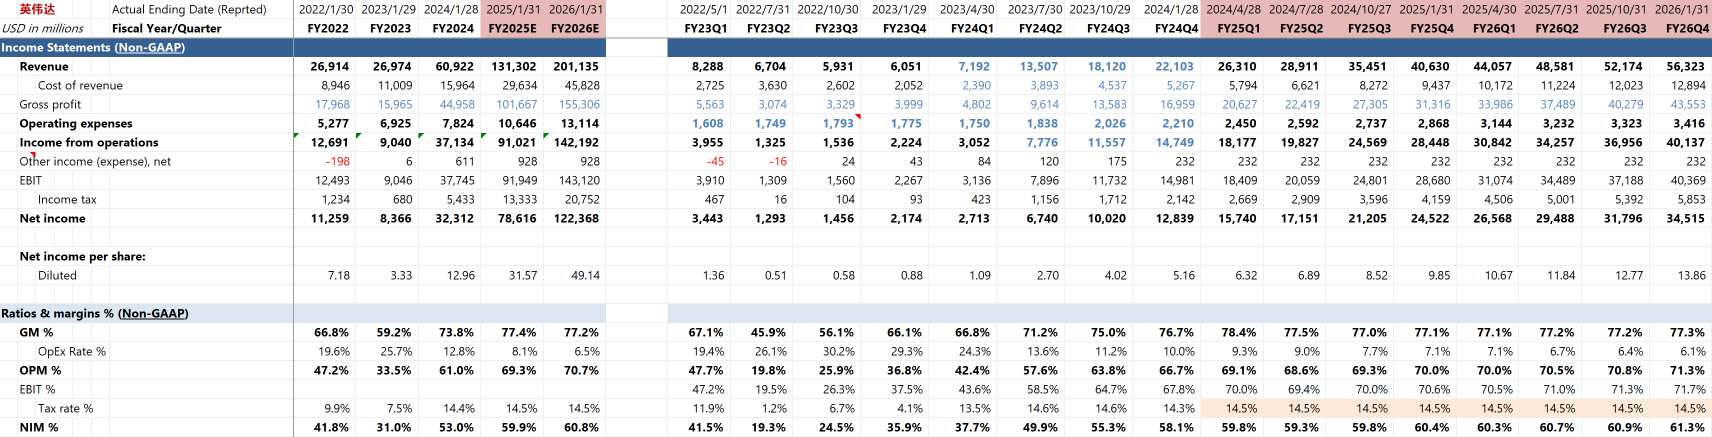 英伟达 Actual Ending Date (Reprted) 2022/1/30 2023/1/29 2024/1/28 2025/1/31 2026/1/31 2022/5/1 2022/7/31 2022/10/30 2023/1/29 2023/4/30 2023/7/30 2023/10/29 2024/1/28 2024/4/28 2024/7/28 2024/10/27 2025/1/31 2025/4/30 2025/7/31 2025/10/31 2026/1/31
USD in millions Fiscal Year/Quarter FY2022 FY2023 FY2024 FY2025E FY2026E FY23Q1 FY23Q2 FY23Q3 FY23Q4 FY24Q1 FY24Q2 FY24Q3 FY24Q4 FY25Q1 FY25Q2 FY25Q3 FY25Q4 FY26Q1 FY26Q2 FY26Q3 FY26Q4
Income Statements (Non-GAAP)
Revenue 26,914 26,974 60,922 131,302 201,135 8,288 6,704 5,931 6,051 7,192 13,507 18,120 22,103 26,310 28,911 35,451 40,630 44,057 48,581 52,174 56,323
Cost of revenue 8,946 11,009 15,964 29,634 45,828 2,725 3,630 2,602 2,052 2,390 3,893 4,537 5,267 5,794 6,621 8,272 9,437 10,172 11,224 12,023 12,894
Gross profit 17,968 15,965 44,958 101,667 155,306 5,563 3,074 3,329 3,999 4,802 9,614 13,583 16,959 20,627 22,419 27,305 31,316 33,986 37,489 40,279 43,553
Operating expenses 5,277 6,925 7,824 10,646 13,114 1,608 1,749 1,793 1,775 1,750 1,838 2,026 2,210 2,450 2,592 2,737 2,868 3,144 3,232 3,323 3,416
Income from operations 12,691 9,040 37,134 91,021 142,192 3,955 1,325 1,536 2,224 3,052 7,776 11,557 14,749 18,177 19,827 24,569 28,448 30,842 34,257 36,956 40,137
Other income (expense), net -198 6 611 928 928 -45 -16 24 43 84 120 175 232 232 232 232 232 232 232 232 232
EBIT 12,493 9,046 37,745 91,949 143,120 3,910 1,309 1,560 2,267 3,136 7,896 11,732 14,981 18,409 20,059 24,801 28,680 31,074 34,489 37,188 40,369
Income tax 1,234 680 5,433 13,333 20,752 467 16 104 93 423 1,156 1,712 2,142 2,669 2,909 3,596 4,159 4,506 5,001 5,392 5,853
Net income 11,259 8,366 32,312 78,616 122,368 3,443 1,293 1,456 2,174 2,713 6,740 10,020 12,839 15,740 17,151 21,205 24,522 26,568 29,488 31,796 34,515
Net income per share:
Diluted 7.18 3.33 12.96 31.57 49.14 1.36 0.51 0.58 0.88 1.09 2.70 4.02 5.16 6.32 6.89 8.52 9.85 10.67 11.84 12.77 13.86
Ratios & margins % (Non-GAAP)
GM % 66.8% 59.2% 73.8% 77.4% 77.2% 67.1% 45.9% 56.1% 66.1% 66.8% 71.2% 75.0% 76.7% 78.4% 77.5% 77.0% 77.1% 77.1% 77.2% 77.2% 77.3%
OpEx Rate % 19.6% 25.7% 12.8% 8.1% 6.5% 19.4% 26.1% 30.2% 29.3% 24.3% 13.6% 11.2% 10.0% 9.3% 9.0% 7.7% 7.1% 7.1% 6.7% 6.4% 6.1%
OPM % 47.2% 33.5% 61.0% 69.3% 70.7% 47.7% 19.8% 25.9% 36.8% 42.4% 57.6% 63.8% 66.7% 69.1% 68.6% 69.3% 70.0% 70.0% 70.5% 70.8% 71.3%
EBIT % 47.2% 19.5% 26.3% 37.5% 43.6% 58.5% 64.7% 67.8% 70.0% 69.4% 70.0% 70.6% 70.5% 71.0% 71.3% 71.7%
Tax rate % 9.9% 7.5% 14.4% 14.5% 14.5% 11.9% 1.2% 6.7% 4.1% 13.5% 14.6% 14.6% 14.3% 14.5% 14.5% 14.5% 14.5% 14.5% 14.5% 14.5% 14.5%
NIM % 41.8% 31.0% 53.0% 59.9% 60.8% 41.5% 19.3% 24.5% 35.9% 37.7% 49.9% 55.3% 58.1% 59.8% 59.3% 59.8% 60.4% 60.3% 60.7% 60.9% 61.3%